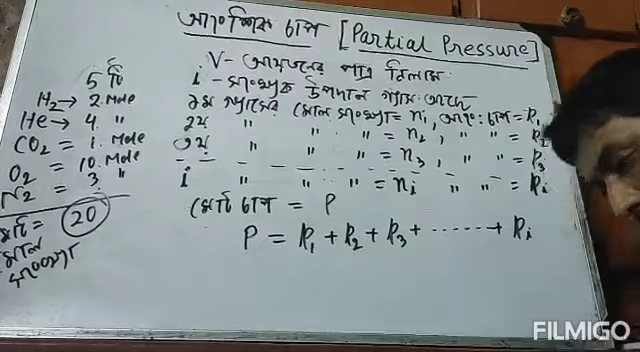 আংশিক চাপ [Partial Pressure]
V- আয়তনের পাত্র নিলাম.
5 টি
i - সংখ্যক উপাদান গ্যাস আছে
H₂ → 2. Mole
১ম গ্যাসের মোল সংখ্যা = n₁, আং: চাপ = P₁
He → 4. "
২য় " " " = n₂, " " = P₂
CO₂ = 1. Mole
৩য় " " " = n₃, " " = P₃
O₂ = 10. Mole
i " " " = ni " " = Pi
N₂ = 3. "
মোট চাপ = P
মোট = 20
মোল
সংখ্যা
P = P₁ + P₂ + P₃ + ...... + Pi
FILMIGO